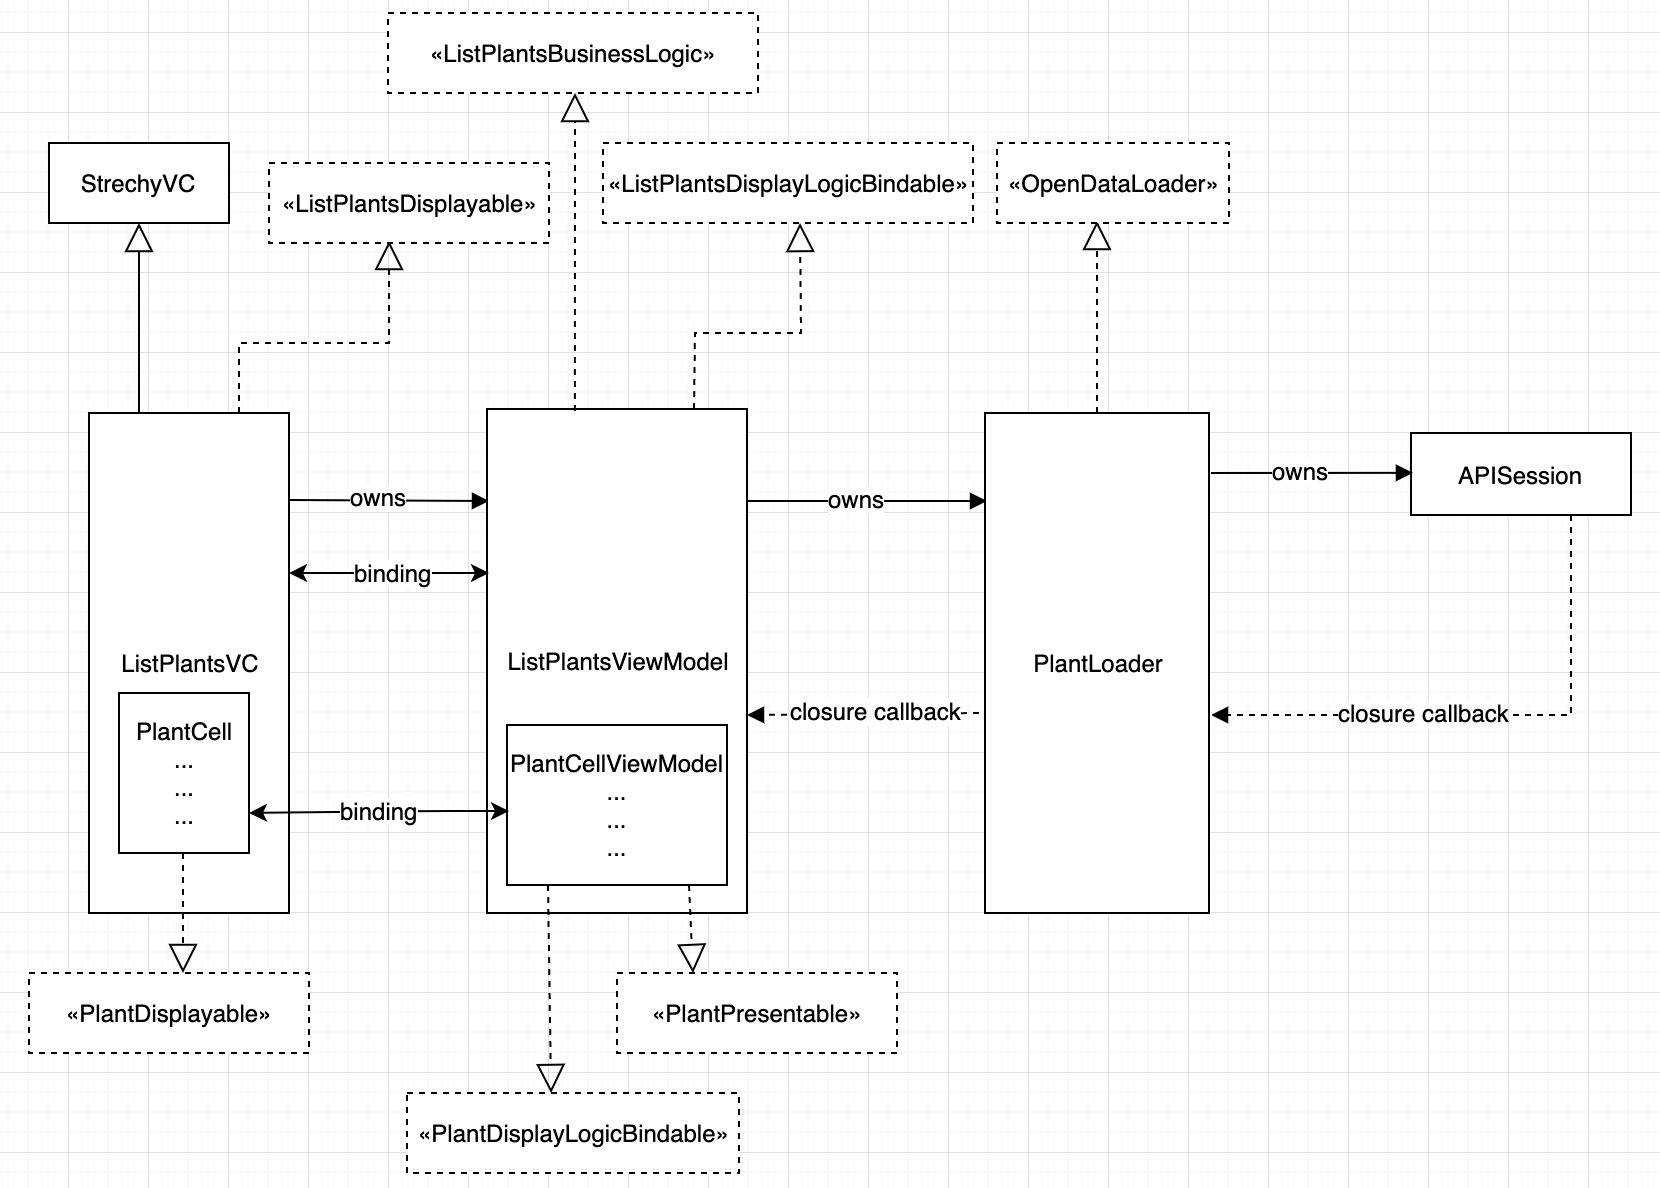 «ListPlantsBusinessLogic»
StrechyVC
«ListPlantsDisplayable»
«ListPlantsDisplayLogicBindable»
«OpenDataLoader»
owns
owns
owns
APISession
binding
ListPlantsVC
ListPlantsViewModel
PlantLoader
closure callback
closure callback
PlantCell
...
...
...
binding
PlantCellViewModel
...
...
...
«PlantDisplayable»
«PlantPresentable»
«PlantDisplayLogicBindable»